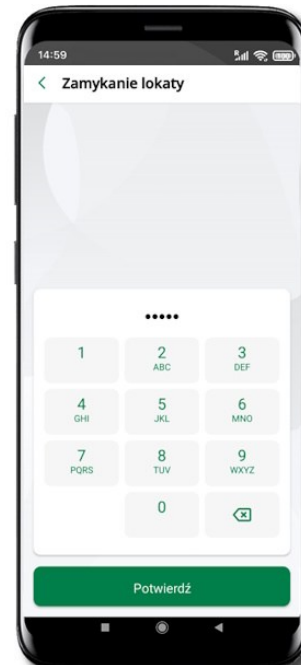 14:59
Zamykanie lokaty
•••••
1
2
3
ABC
DEF
4
5
6
GHI
JKL
MNO
7
8
9
PQRS
TUV
WXYZ
0
Potwierdź